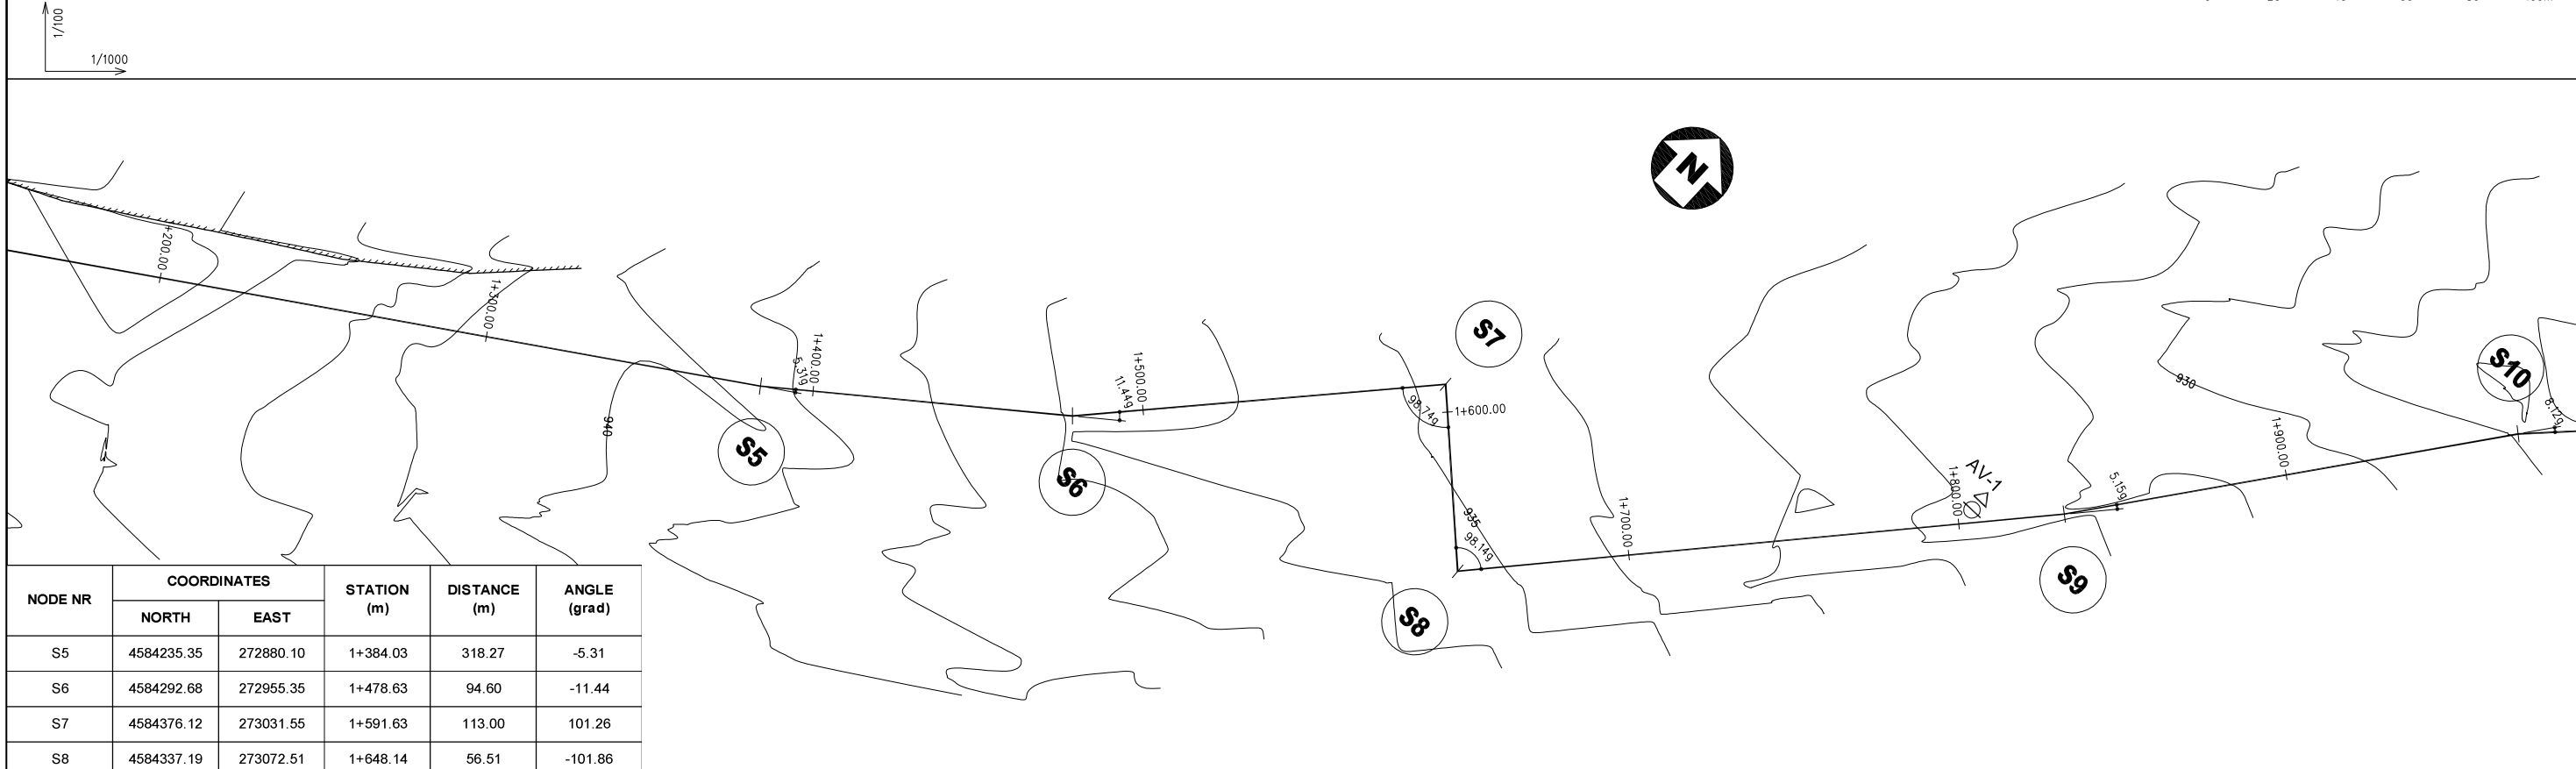 1/100
1/1000
N
+200.00
1+300.00
1+400.00
5.31g
940
S5
S6
11.44g
1+500.00
S7
98.74g
1+600.00
935
98.14g
S8
1+700.00
1+800.00
AV-1
S9
5.15g
930
1+900.00
S10
8.12g
NODE NR COORDINATES STATION (m) DISTANCE (m) ANGLE (grad)
NORTH EAST
S5 4584235.35 272880.10 1+384.03 318.27 -5.31
S6 4584292.68 272955.35 1+478.63 94.60 -11.44
S7 4584376.12 273031.55 1+591.63 113.00 101.26
S8 4584337.19 273072.51 1+648.14 56.51 -101.86